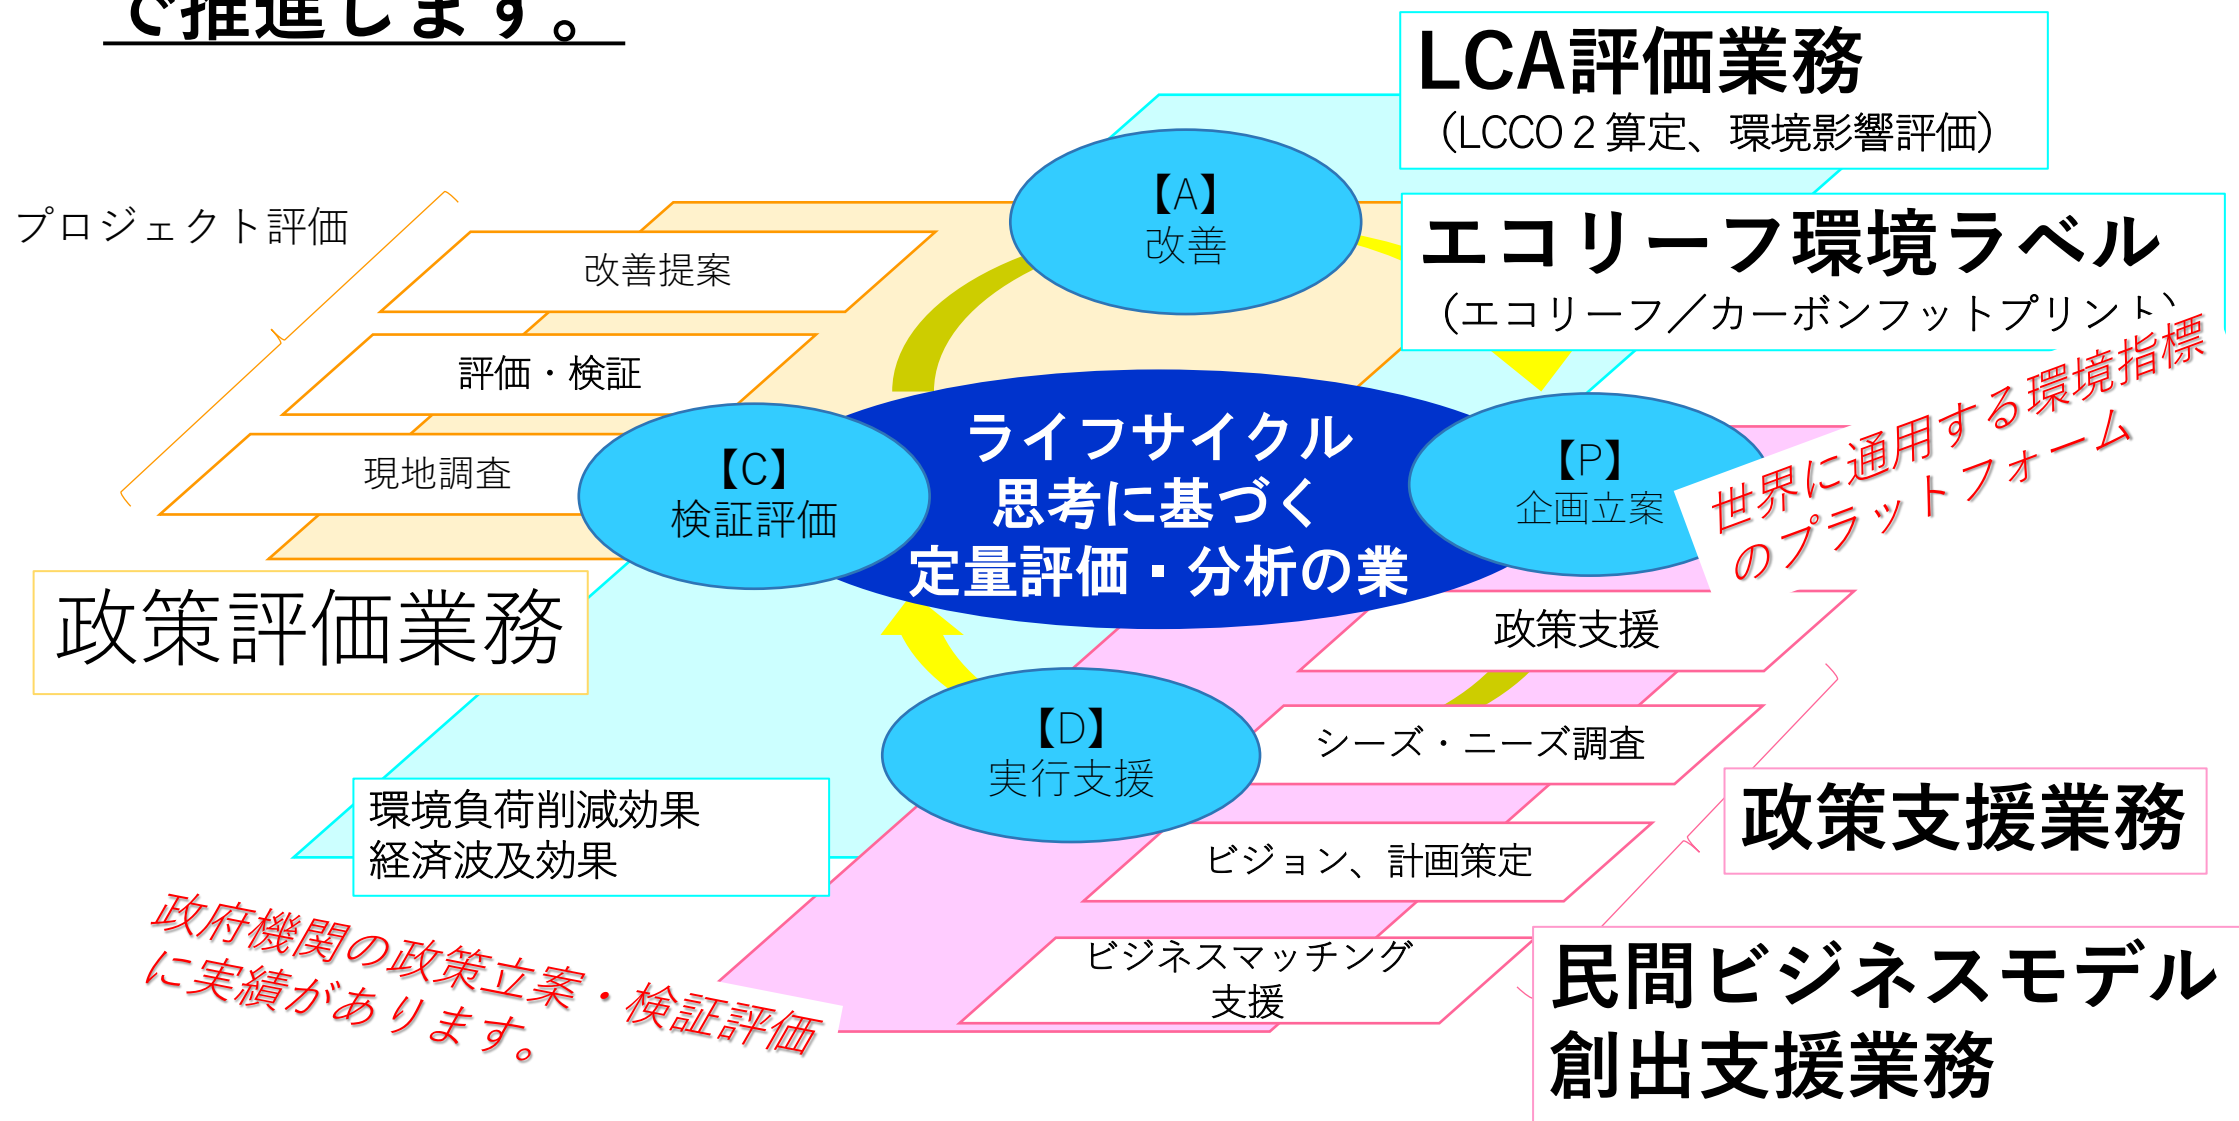 で推進します。
LCA評価業務
（LCCO２算定、環境影響評価）
エコリーフ環境ラベル
（エコリーフ／カーボンフットプリント）
世界に通用する環境指標
のプラットフォーム
プロジェクト評価
改善提案
評価・検証
現地調査
政策評価業務
【A】
改善
【C】
検証評価
【P】
企画立案
【D】
実行支援
ライフサイクル
思考に基づく
定量評価・分析の業
政策支援
シーズ・ニーズ調査
ビジョン、計画策定
ビジネスマッチング
支援
環境負荷削減効果
経済波及効果
政府機関の政策立案・検証評価
に実績があります。
政策支援業務
民間ビジネスモデル
創出支援業務